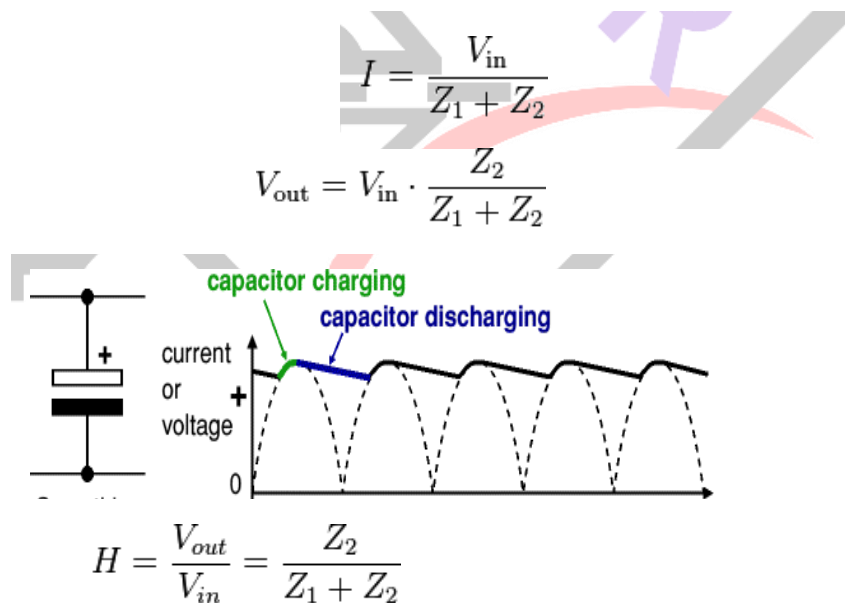 I = V_in / (Z_1 + Z_2)
V_out = V_in · Z_2 / (Z_1 + Z_2)
capacitor charging
capacitor discharging
+
current
or
voltage
+
0
H = V_out / V_in = Z_2 / (Z_1 + Z_2)